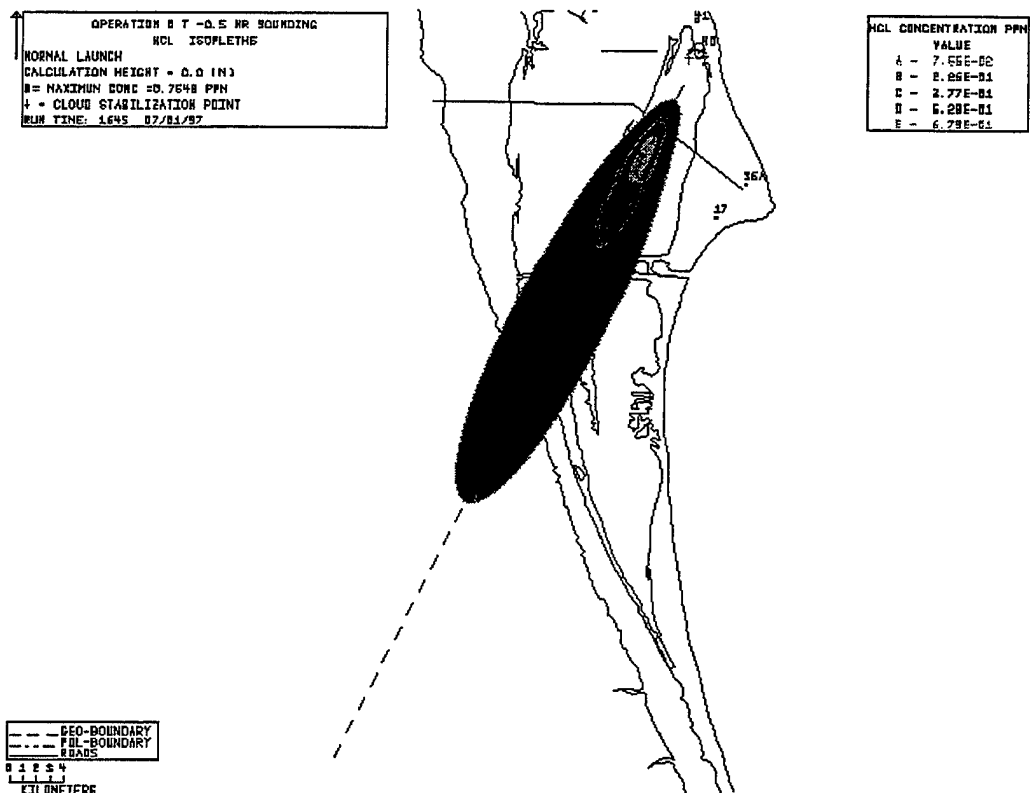 OPERATION @ T -0.5 HR SOUNDING
HCL ISOPLETHS
NORMAL LAUNCH
CALCULATION HEIGHT = 0.0 (M)
= MAXIMUM CONC =0.7548 PPM
+ = CLOUD STABILIZATION POINT
RUN TIME: 1645 07/01/97
HCL CONCENTRATION PPM
VALUE
A - 7.55E-02
B - 2.26E-01
C - 3.77E-01
D - 5.28E-01
E - 6.79E-01
41
40
36A
17
GEO-BOUNDARY
POL-BOUNDARY
ROADS
0 1 2 3 4
KILOMETERS